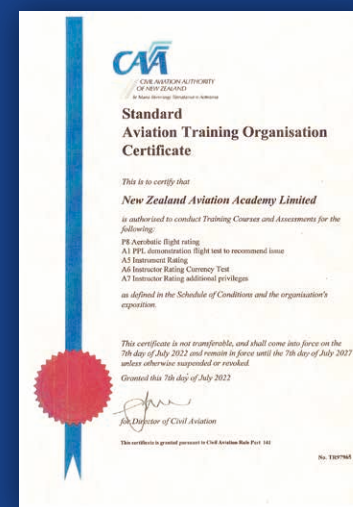 CAA
CIVIL AVIATION AUTHORITY
OF NEW ZEALAND
Standard
Aviation Training Organisation
Certificate
This is to certify that
New Zealand Aviation Academy Limited
is authorised to conduct Training Courses and Assessments for the
following:
P8 Aerobatic flight rating
A1 PPL demonstration flight test to recommend issue
A5 Instrument Rating
A6 Instructor Rating Currency Test
A7 Instructor Rating additional privileges
as defined in the Schedule of Conditions and the organisation's
exposition.
This certificate is not transferable, and shall come into force on the
7th day of July 2022 and remain in force until the 7th day of July 2027
unless otherwise suspended or revoked.
Granted this 7th day of July 2022
for Director of Civil Aviation
This certificate is granted pursuant to Civil Aviation Rule Part 141
No.